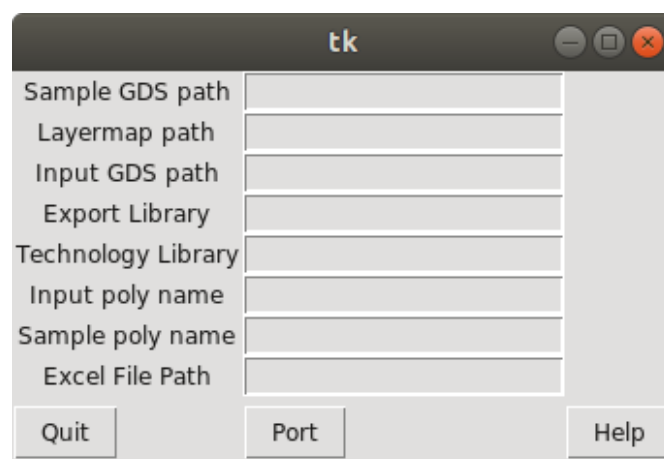 tk
Sample GDS path
Layermap path
Input GDS path
Export Library
Technology Library
Input poly name
Sample poly name
Excel File Path
Quit Port Help